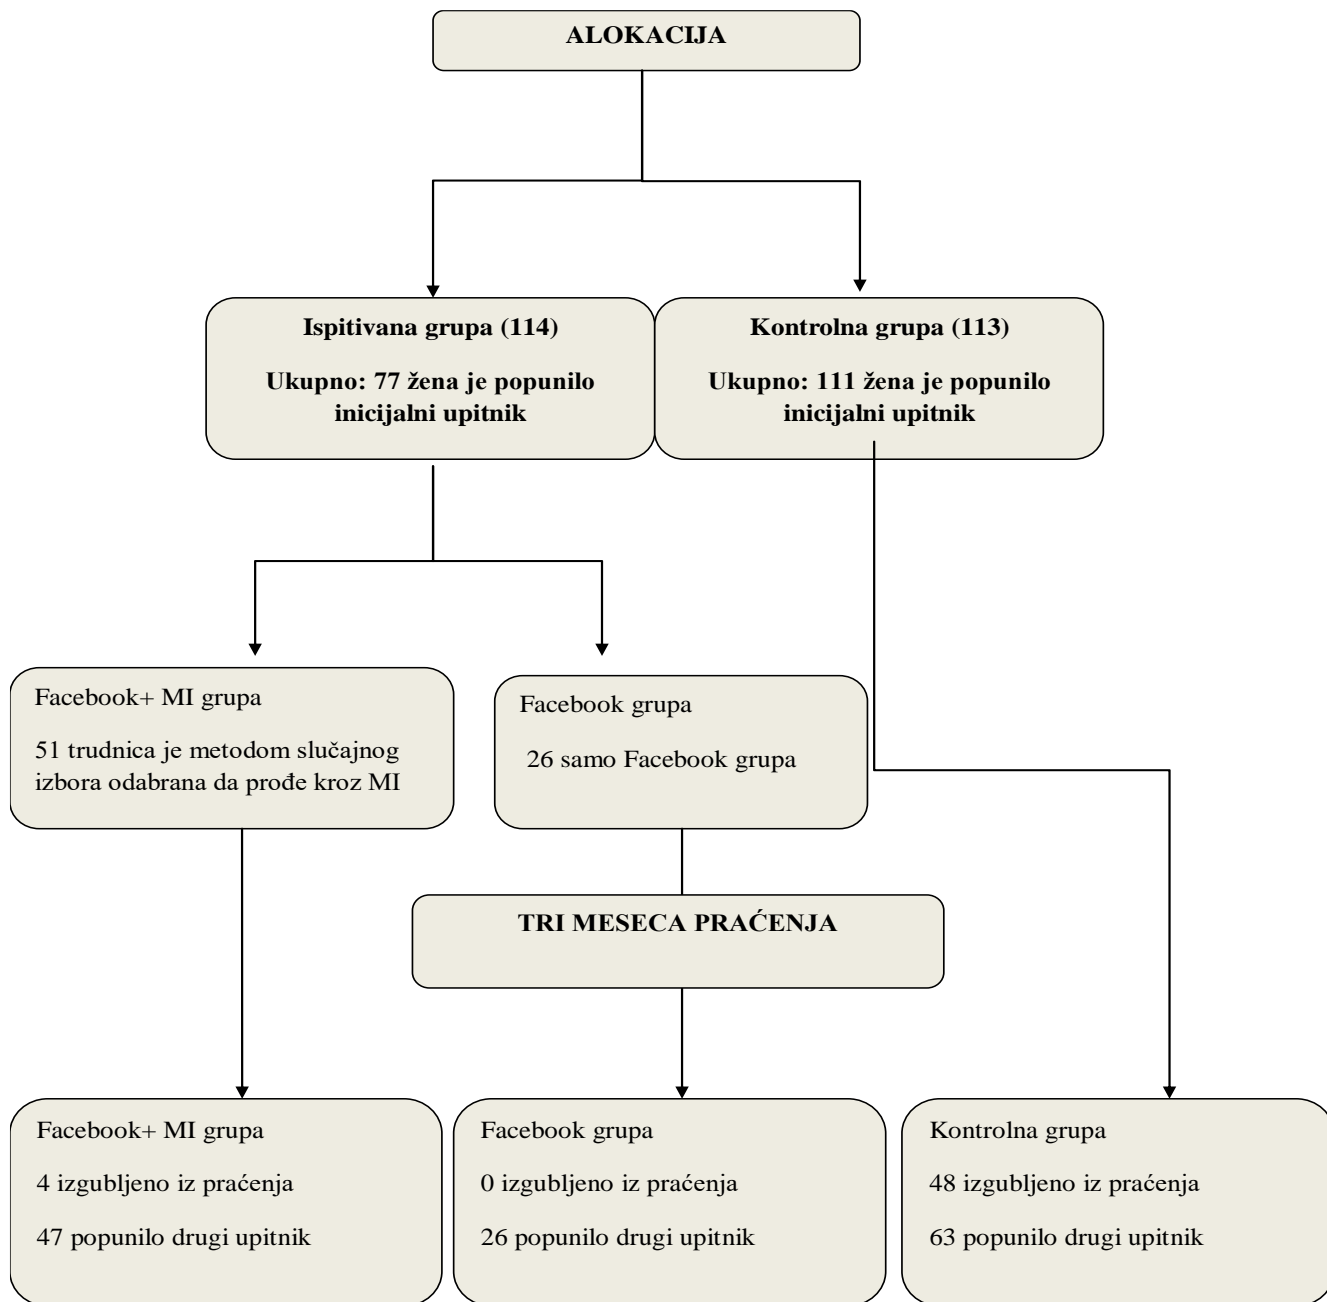 ALOKACIJA
Ispitivana grupa (114)
Ukupno: 77 žena je popunilo
inicijalni upitnik
Kontrolna grupa (113)
Ukupno: 111 žena je popunilo
inicijalni upitnik
Facebook+ MI grupa
51 trudnica je metodom slučajnog
izbora odabrana da prođe kroz MI
Facebook grupa
26 samo Facebook grupa
TRI MESECA PRAĆENJA
Facebook+ MI grupa
4 izgubljeno iz praćenja
47 popunilo drugi upitnik
Facebook grupa
0 izgubljeno iz praćenja
26 popunilo drugi upitnik
Kontrolna grupa
48 izgubljeno iz praćenja
63 popunilo drugi upitnik